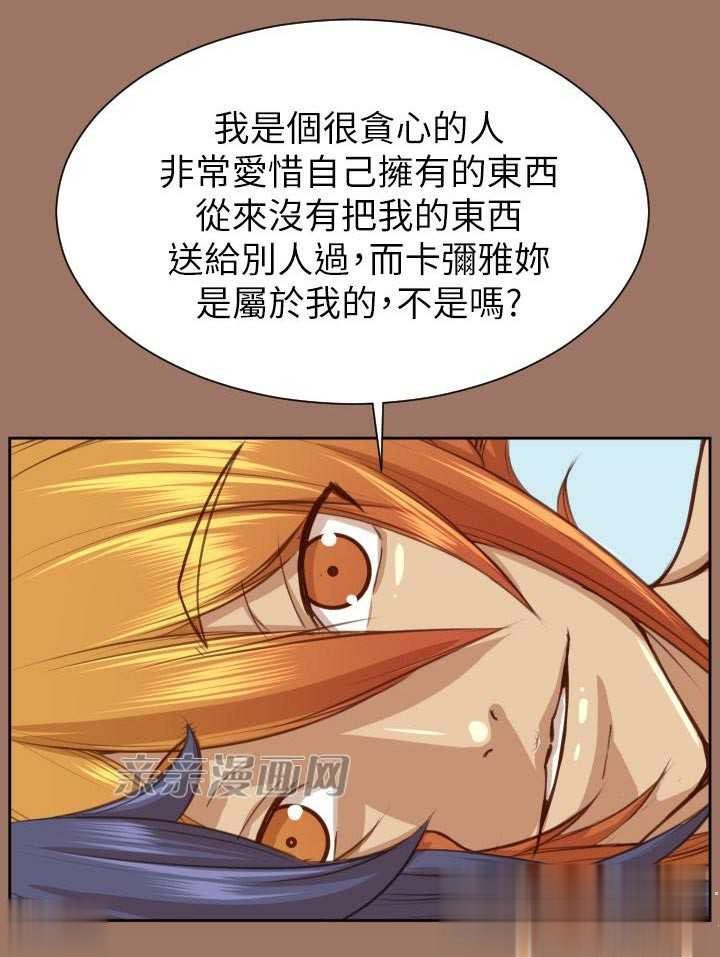 我是個很貪心的人
非常愛惜自己擁有的東西
從來沒有把我的東西
送給別人過，而卡彌雅妳
是屬於我的，不是嗎？
亲亲漫画网